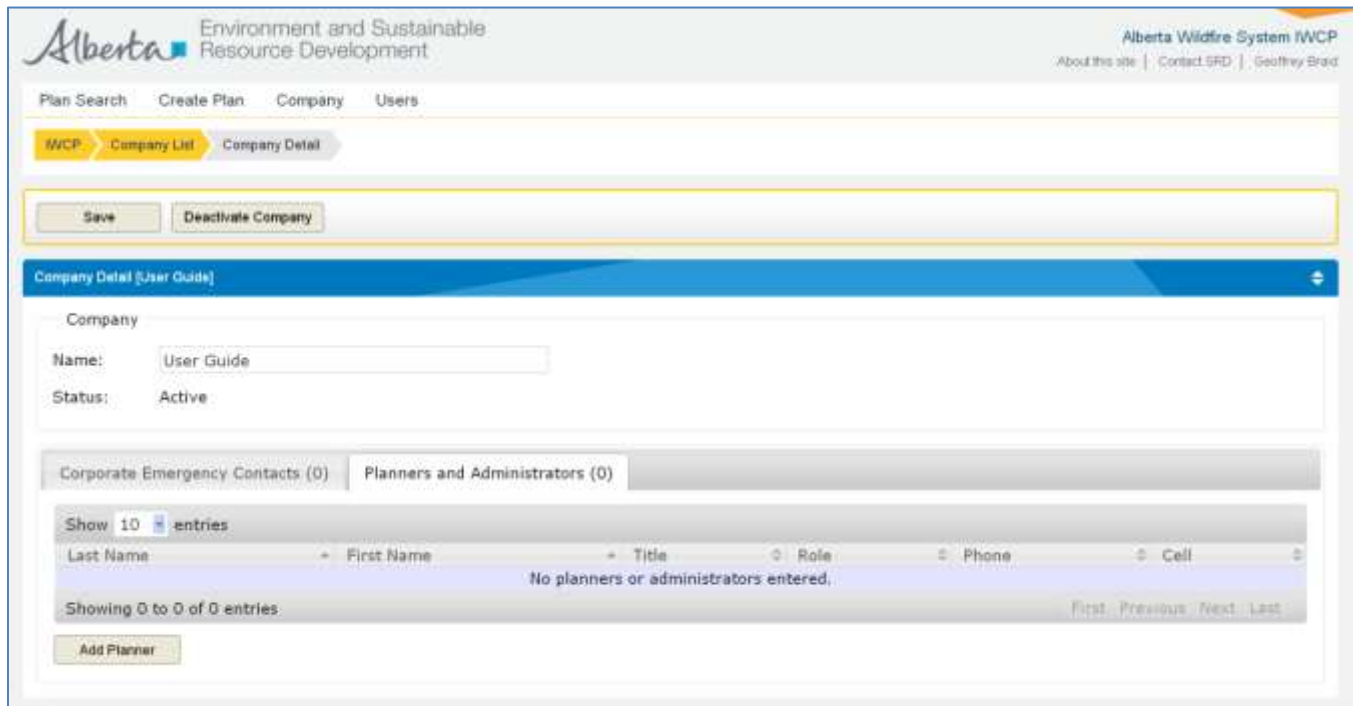 Alberta Environment and Sustainable
Resource Development
Alberta Wildfire System IWCP
About this site | Contact SRD | Geoffrey Braid
Plan Search Create Plan Company Users
IWCP Company List Company Detail
Save Deactivate Company
Company Detail [User Guide]
Company
Name: User Guide
Status: Active
Corporate Emergency Contacts (0) Planners and Administrators (0)
Show 10 entries
Last Name First Name Title Role Phone Cell
No planners or administrators entered.
Showing 0 to 0 of 0 entries First Previous Next Last
Add Planner